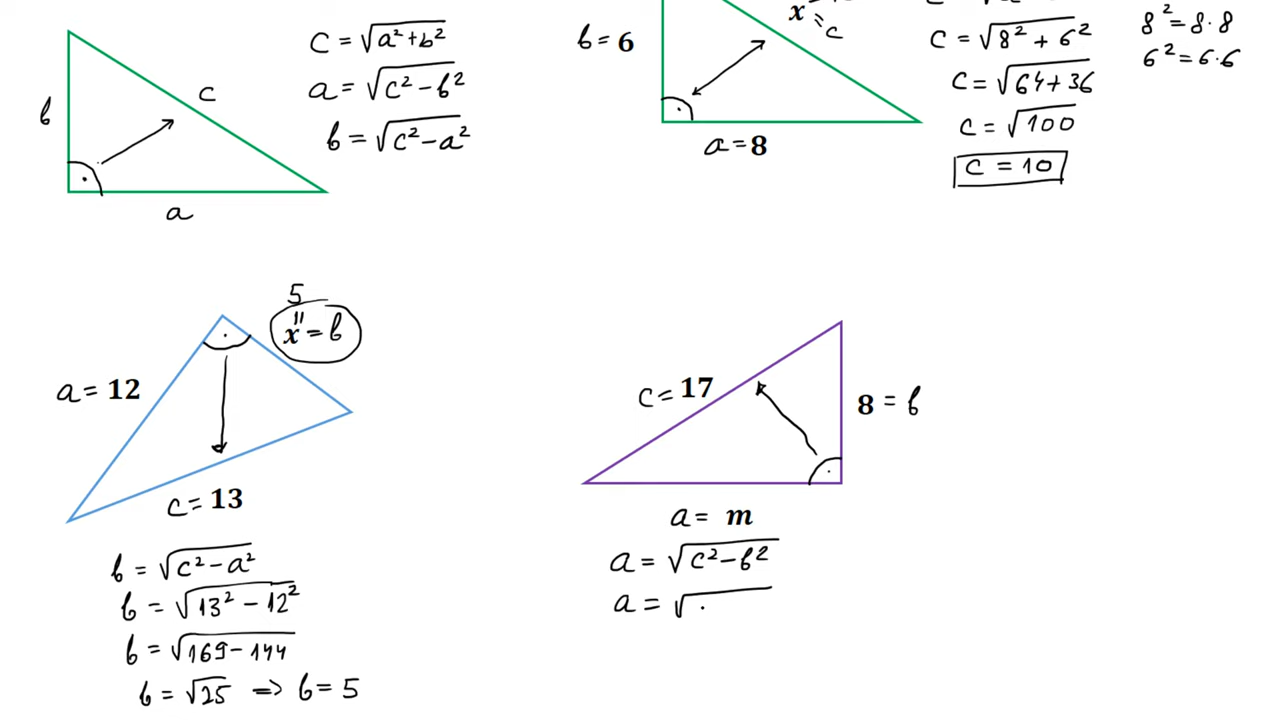 b
c
a
c = √a²+b²
a = √c²−b²
b = √c²−a²
b = 6
x = c
a = 8
c = √8² + 6²
c = √64+36
c = √100
c = 10
8² = 8·8
6² = 6·6
5
x = b
a = 12
c = 13
b = √c²−a²
b = √13² − 12²
b = √169−144
b = √25 => b = 5
c = 17
8 = b
a = m
a = √c²−b²
a = √